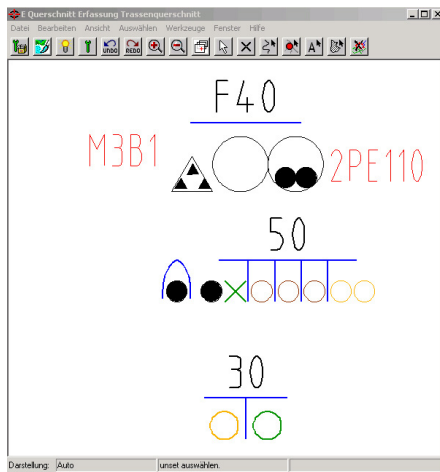 E Querschnitt Erfassung Trassenquerschnitt
Datei Bearbeiten Ansicht Auswählen Werkzeuge Fenster Hilfe
UNDO REDO A
F40
M3B1 2PE110
50
30
Darstellung: Auto unset auswählen.